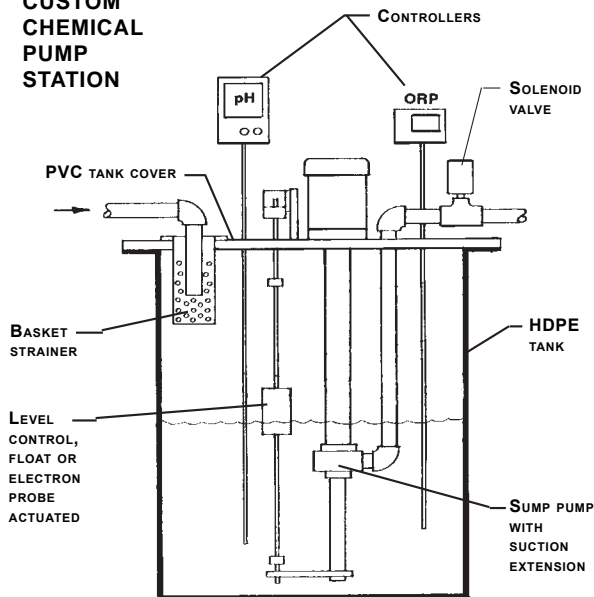 CUSTOM
CHEMICAL
PUMP
STATION
CONTROLLERS
pH
ORP
SOLENOID
VALVE
PVC TANK COVER
BASKET
STRAINER
HDPE
TANK
LEVEL
CONTROL,
FLOAT OR
ELECTRON
PROBE
ACTUATED
SUMP PUMP
WITH
SUCTION
EXTENSION